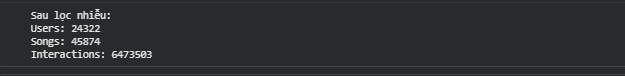 Sau lọc nhiễu:
Users: 24322
Songs: 45874
Interactions: 6473503